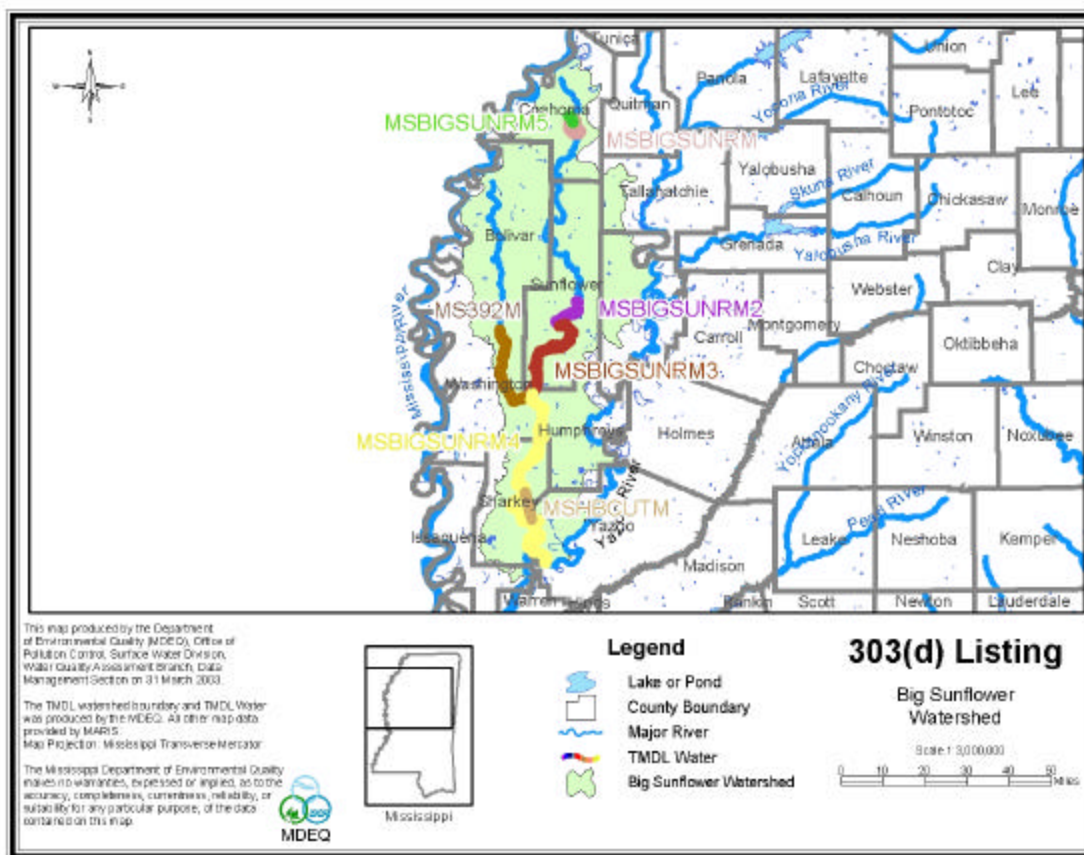 Tunica
Union
Panola
Lafayette
Lee
Coahoma
Quitman
Yocona River
Pontotoc
MSBIGSUNRM5
MSBIGSUNRM
Yalobusha
Tallahatchie
Skuna River
Calhoun
Chickasaw
Monroe
Bolivar
Grenada
Yalobusha River
Clay
Sunflower
Webster
Mississippi River
MS392M
MSBIGSUNRM2
Montgomery
Carroll
Oktibbeha
Choctaw
MSBIGSUNRM3
Washington
MSBIGSUNRM4
Humphreys
Holmes
Attala
Yockanookany River
Winston
Noxubee
Sharkey
MSHBCUTM
Yazoo River
Yazoo
Pearl River
Issaquena
Leake
Neshoba
Kemper
Madison
Warren
Hinds
Rankin
Scott
Newton
Lauderdale
This map produced by the Department
of Environmental Quality (MDEQ), Office of
Pollution Control, Surface Water Division,
Water Quality Assessment Branch, Data
Management Section on 31 March 2003.
The TMDL watershed boundary and TMDL Water
was produced by the MDEQ. All other map data
provided by MARIS.
Map Projection: Mississippi Transverse Mercator
The Mississippi Department of Environmental Quality
makes no warranties, expressed or implied, as to the
accuracy, completeness, currentness, reliability, or
suitability for any particular purpose, of the data
contained on this map.
MDEQ
Mississippi
Legend
Lake or Pond
County Boundary
Major River
TMDL Water
Big Sunflower Watershed
303(d) Listing
Big Sunflower
Watershed
Scale 1:3,000,000
0 10 20 30 40 50
Miles